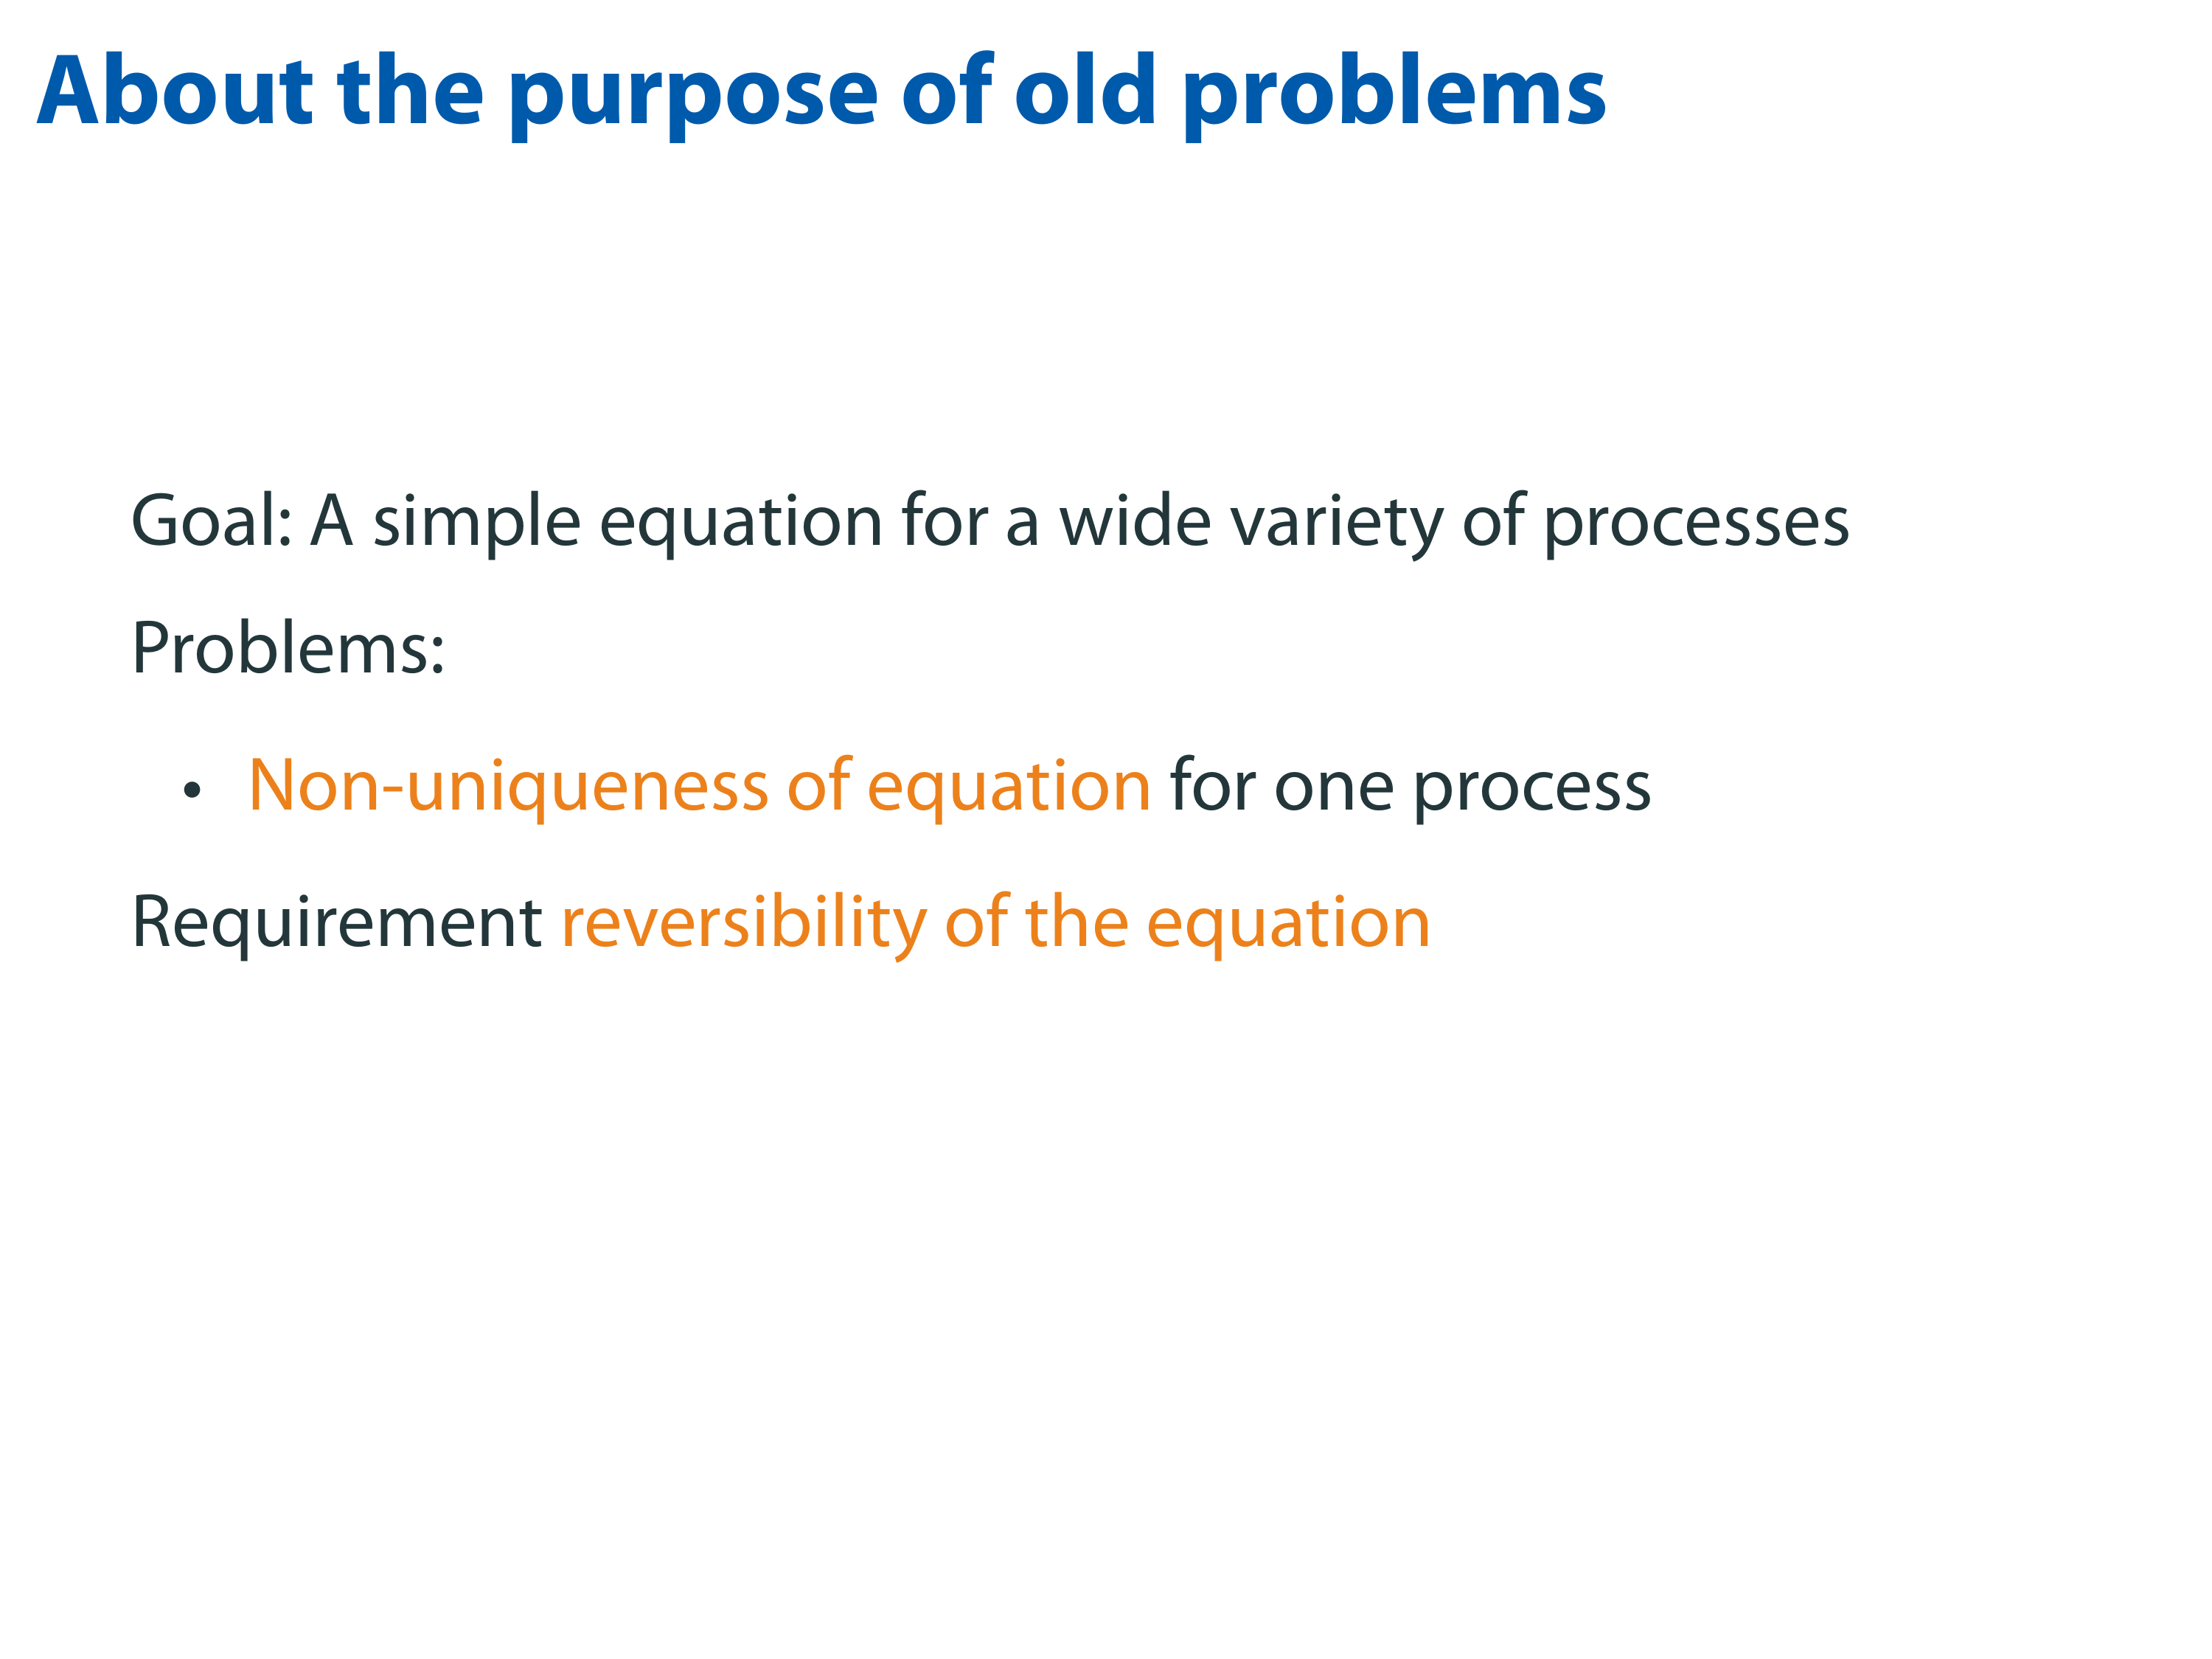 About the purpose of old problems
Goal: A simple equation for a wide variety of processes
Problems:
• Non-uniqueness of equation for one process
Requirement reversibility of the equation